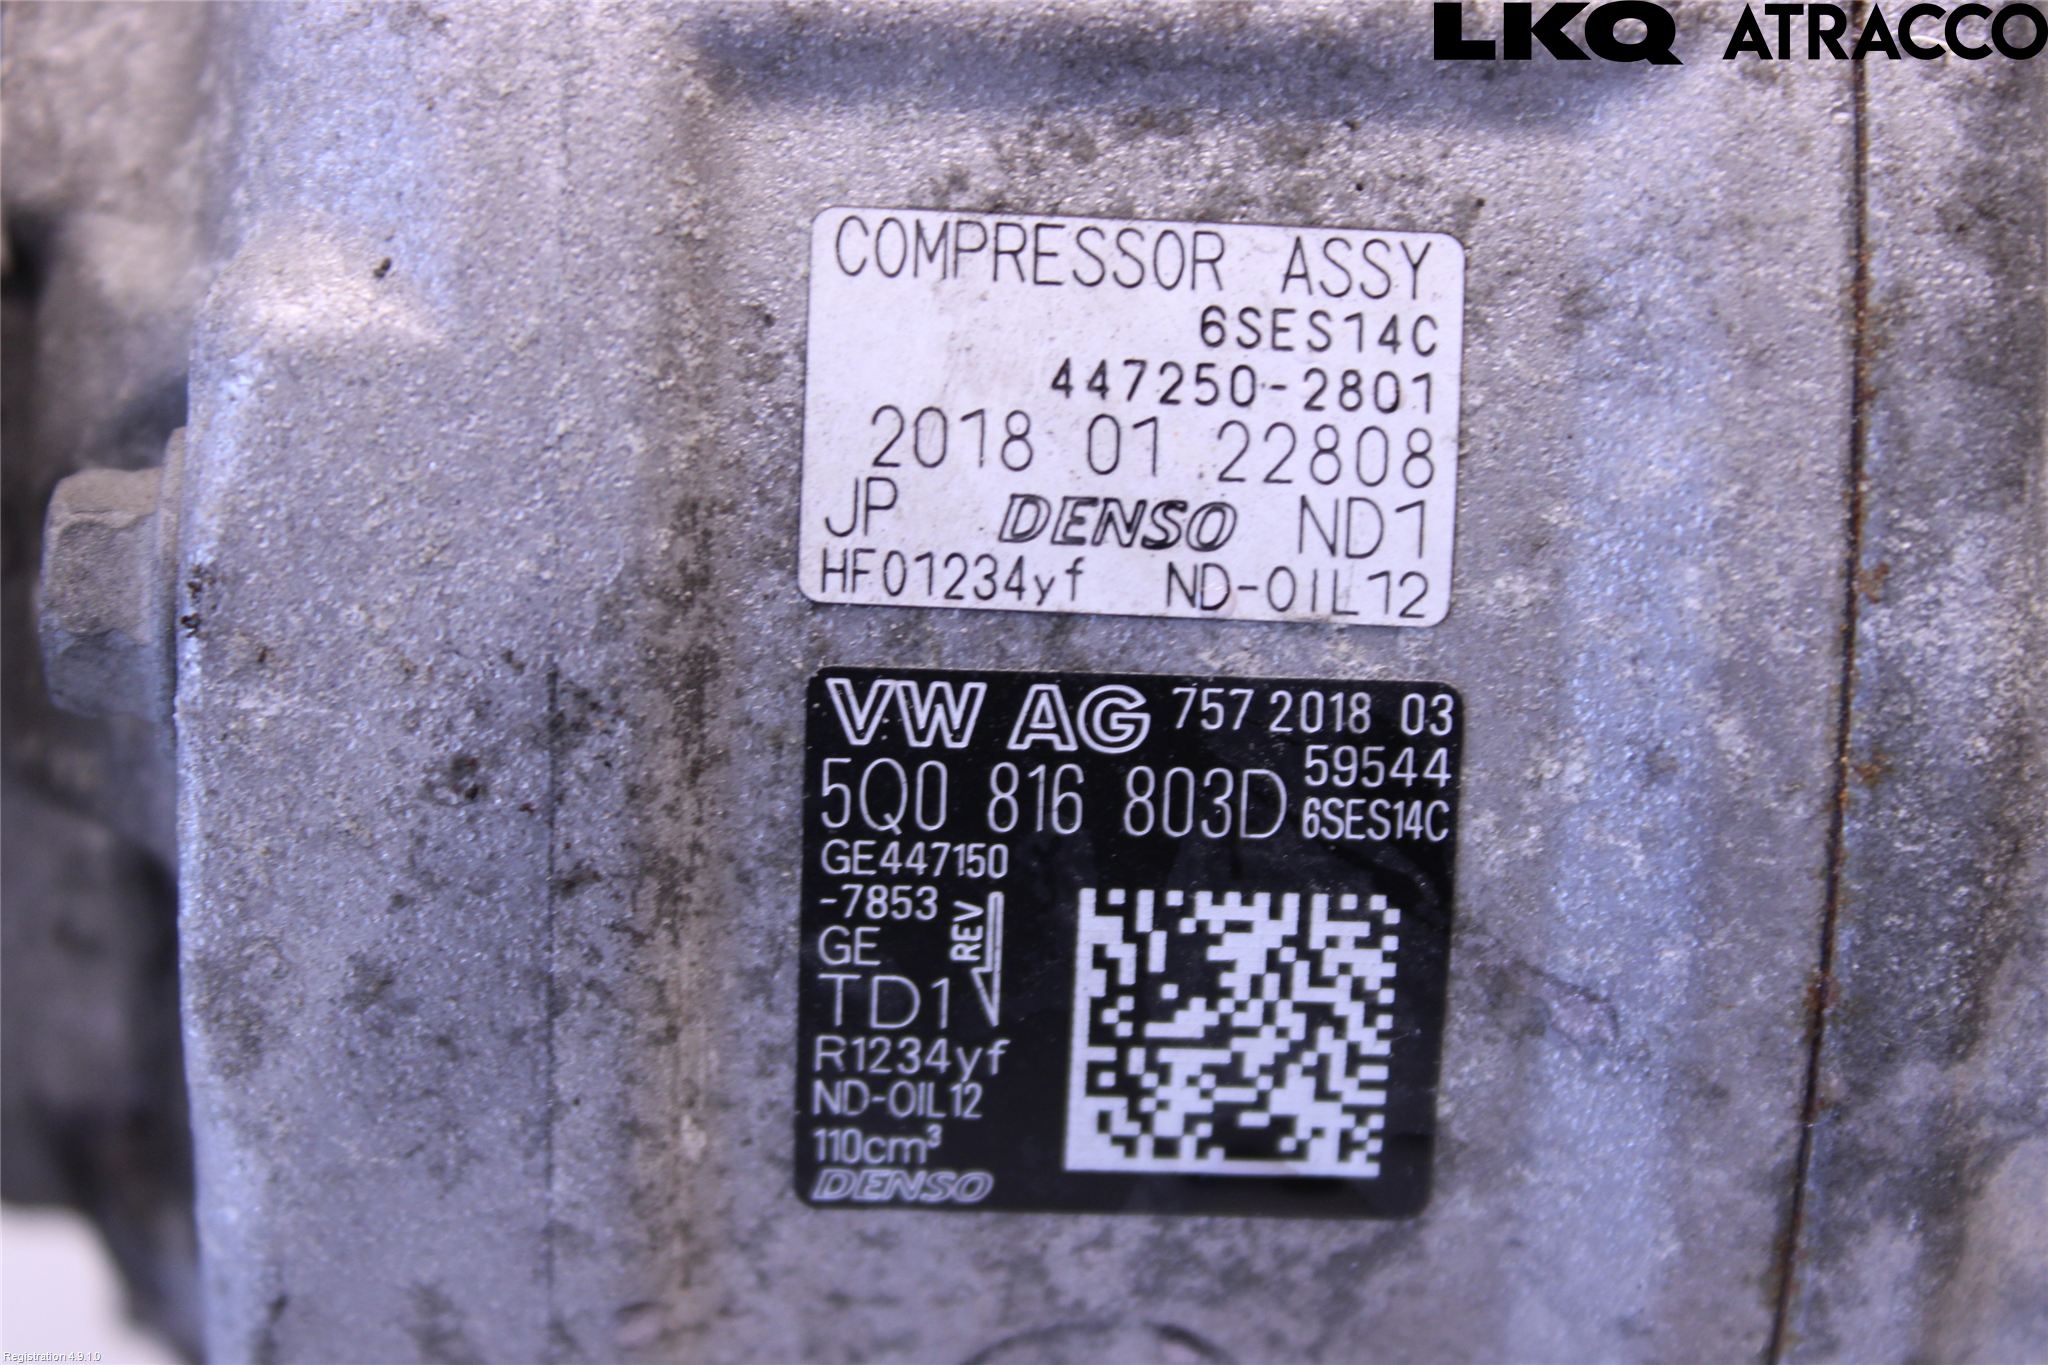 LKQ ATRACCO
COMPRESSOR ASSY
6SES14C
447250-2801
2018 01 22808
JP DENSO ND1
HF01234yf ND-OIL12
VW AG 757 2018 03
59544
5Q0 816 803D 6SES14C
GE447150
-7853
GE
REV
TD1
R1234yf
ND-OIL12
110cm³
DENSO
Registration 4.9.1.0